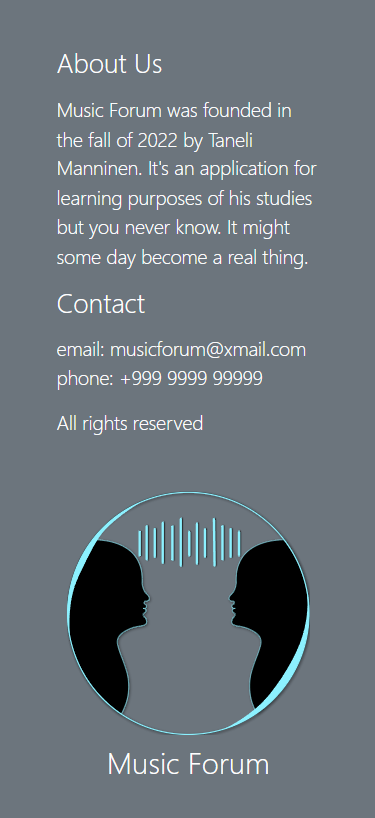 About Us
Music Forum was founded in
the fall of 2022 by Taneli
Manninen. It's an application for
learning purposes of his studies
but you never know. It might
some day become a real thing.
Contact
email: musicforum@xmail.com
phone: +999 9999 99999
All rights reserved
Music Forum